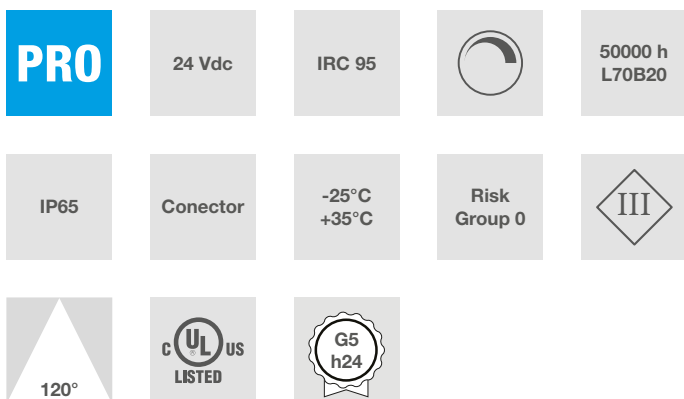 PRO
24 Vdc
IRC 95
50000 h
L70B20
IP65
Conector
-25°C
+35°C
Risk
Group 0
III
120°
C UL® US
LISTED
G5
h24